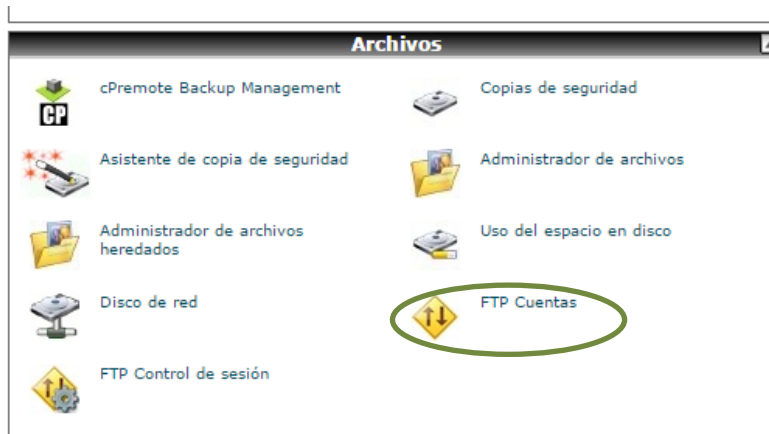 Archivos
cPremote Backup Management
Copias de seguridad
CP
Asistente de copia de seguridad
Administrador de archivos
Administrador de archivos
heredados
Uso del espacio en disco
Disco de red
FTP Cuentas
FTP Control de sesión